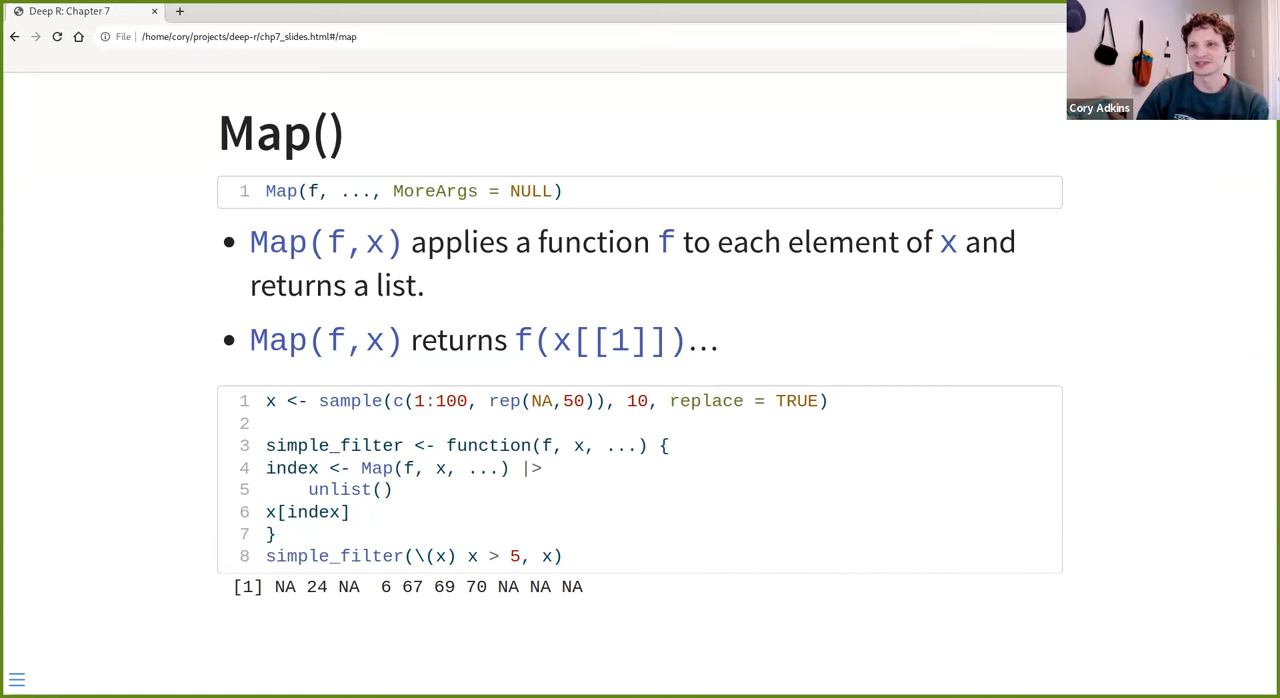 Deep R: Chapter 7
File
/home/cory/projects/deep-r/chp7_slides.html#/map
Cory Adkins
Map()
1 Map(f, ..., MoreArgs = NULL)
• Map(f,x) applies a function f to each element of x and
returns a list.
• Map(f,x) returns f(x[[1]])…
1 x <- sample(c(1:100, rep(NA,50)), 10, replace = TRUE)
2
3 simple_filter <- function(f, x, ...) {
4 index <- Map(f, x, ...) |>
5     unlist()
6 x[index]
7 }
8 simple_filter(\(x) x > 5, x)
[1] NA 24 NA  6 67 69 70 NA NA NA